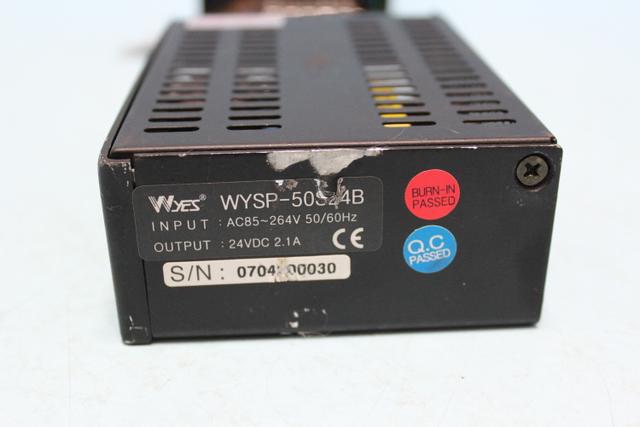 WYES® WYSP-50S24B
INPUT : AC85~264V 50/60Hz
OUTPUT : 24VDC 2.1A CE
S/N :
BURN-IN
PASSED
Q.C
PASSED